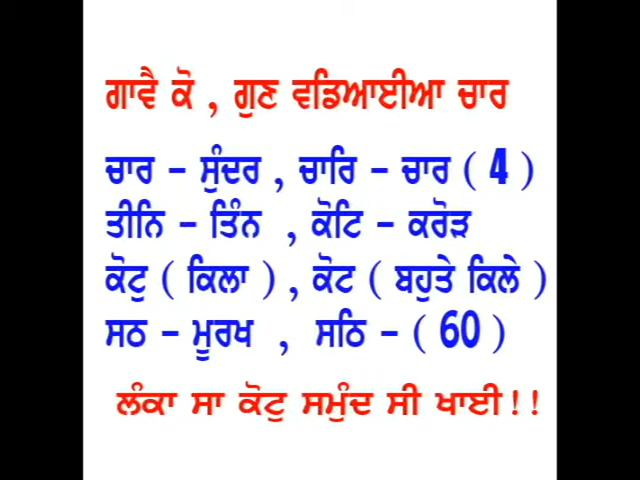 ਗਾਵੈ ਕੋ , ਗੁਣ ਵਡਿਆਈਆ ਚਾਰ
ਚਾਰ – ਸੁੰਦਰ , ਚਾਰਿ – ਚਾਰ ( 4 )
ਤੀਨਿ – ਤਿੰਨ , ਕੋਟਿ – ਕਰੋੜ
ਕੋਟੁ ( ਕਿਲਾ ) , ਕੋਟ ( ਬਹੁਤੇ ਕਿਲੇ )
ਸਠ – ਮੂਰਖ , ਸਠਿ – ( 60 )
ਲੰਕਾ ਸਾ ਕੋਟੁ ਸਮੁੰਦ ਸੀ ਖਾਈ !!